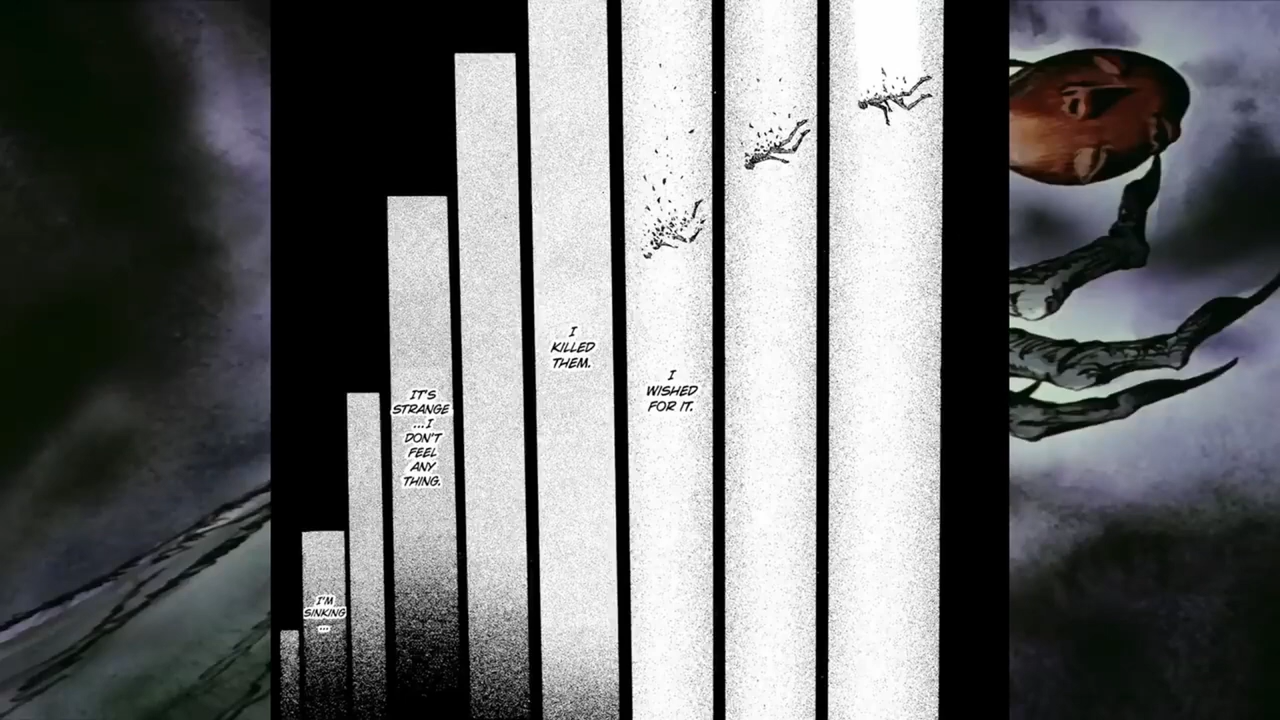 I
WISHED
FOR IT.
I
KILLED
THEM.
IT'S
STRANGE
...I
DON'T
FEEL
ANY
THING.
I'M
SINKING
...